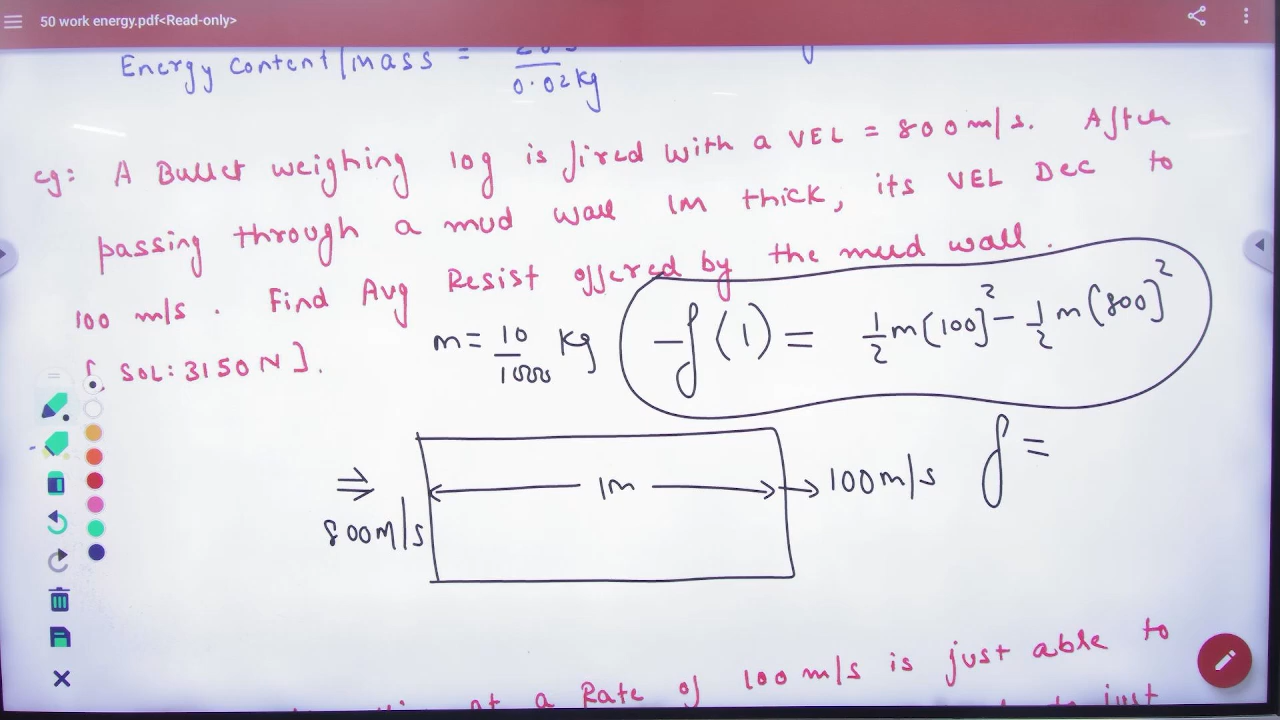 50 work energy.pdf<Read-only>
Energy content/mass =
0.02kg
eg: A Bullet weighing 10g is fired with a VEL = 800m/s. After
passing through a mud wall 1m thick, its VEL Dec to
100 m/s. Find Avg Resist offered by the mud wall.
[SOL: 3150N].
m = 10/1000 kg
-f(1) = 1/2 m(100)² - 1/2 m(800)²
f =
1m
100m/s
800m/s
at a Rate of 100 m/s is just able to
just